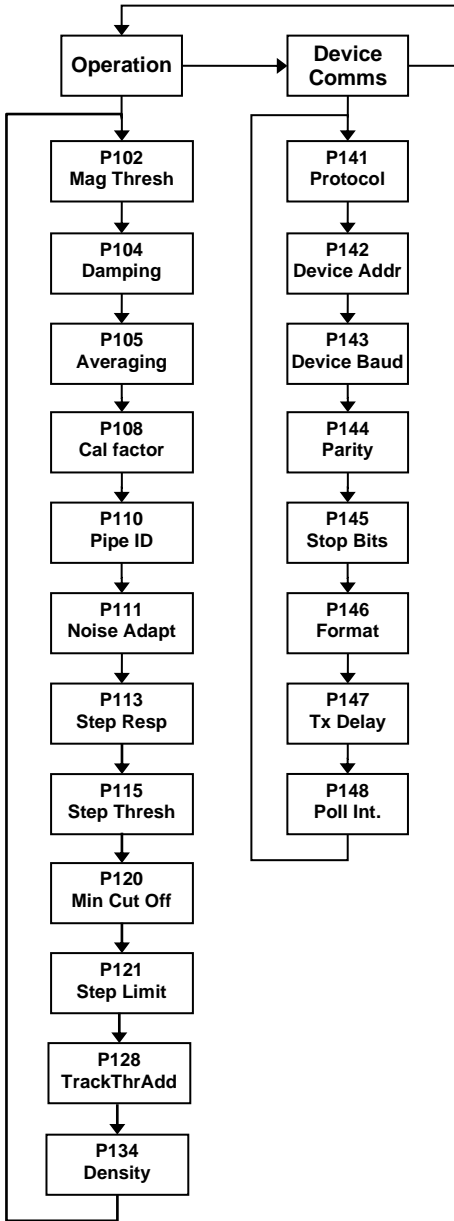 Operation
P102
Mag Thresh
P104
Damping
P105
Averaging
P108
Cal factor
P110
Pipe ID
P111
Noise Adapt
P113
Step Resp
P115
Step Thresh
P120
Min Cut Off
P121
Step Limit
P128
TrackThrAdd
P134
Density
Device
Comms
P141
Protocol
P142
Device Addr
P143
Device Baud
P144
Parity
P145
Stop Bits
P146
Format
P147
Tx Delay
P148
Poll Int.